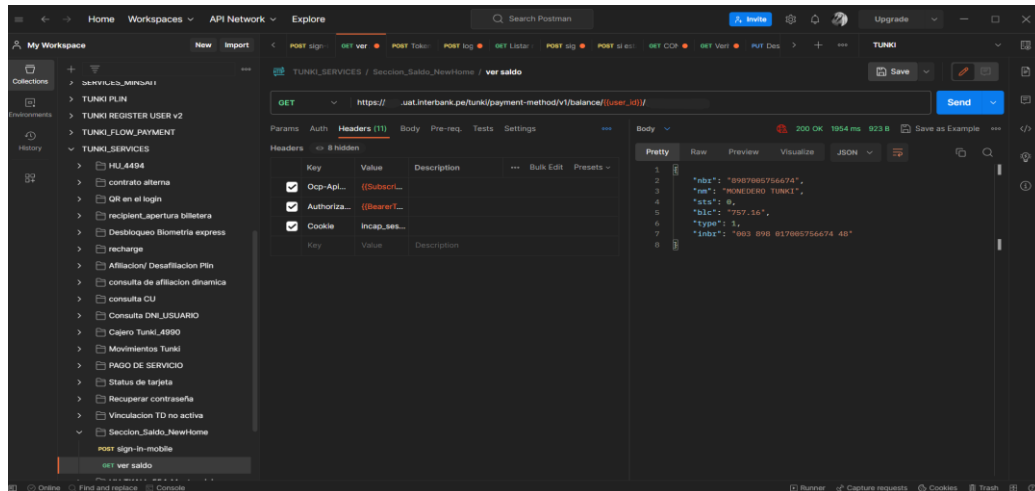 Home Workspaces API Network Explore Search Postman Invite Upgrade
My Workspace New Import POST sign- GET ver POST Toke POST log GET Listar POST sig POST si es GET GET Veri PUT Des TUNKI
Collections
Environments
History
SERVICES_MINSAIT
TUNKI PLIN
TUNKI REGISTER USER v2
TUNKI_FLOW_PAYMENT
TUNKI_SERVICES
HU_4494
contrato alterna
QR en el login
recipient_apertura billetera
Desbloqueo Biometria express
recharge
Afiliacion/ Desafiliacion Plin
consulta de afiliacion dinamica
consulta CU
Consulta DNI_USUARIO
Cajero Tunki_4990
Movimientos Tunki
PAGO DE SERVICIO
Status de tarjeta
Recuperar contraseña
Vinculacion TD no activa
Seccion_Saldo_NewHome
POST sign-in-mobile
GET ver saldo
TUNKI_SERVICES / Seccion_Saldo_NewHome / ver saldo Save
GET https:// .uat.interbank.pe/tunki/payment-method/v1/balance/{{user_id}}/ Send
Params Auth Headers (11) Body Pre-req. Tests Settings
Headers 8 hidden
Key Value Description Bulk Edit Presets
Ocp-Api... {{Subscri...
Authoriza... {{BearerT...
Cookie incap_ses...
Key Value Description
Body 200 OK 1954 ms 923 B Save as Example
Pretty Raw Preview Visualize JSON
1 {
2 "nbr": "8987005756674",
3 "nm": "MONEDERO TUNKI",
4 "sts": 0,
5 "blc": "757.16",
6 "type": 1,
7 "inbr": "003 898 017005756674 48"
8 }
Online Find and replace Console Runner Capture requests Cookies Trash